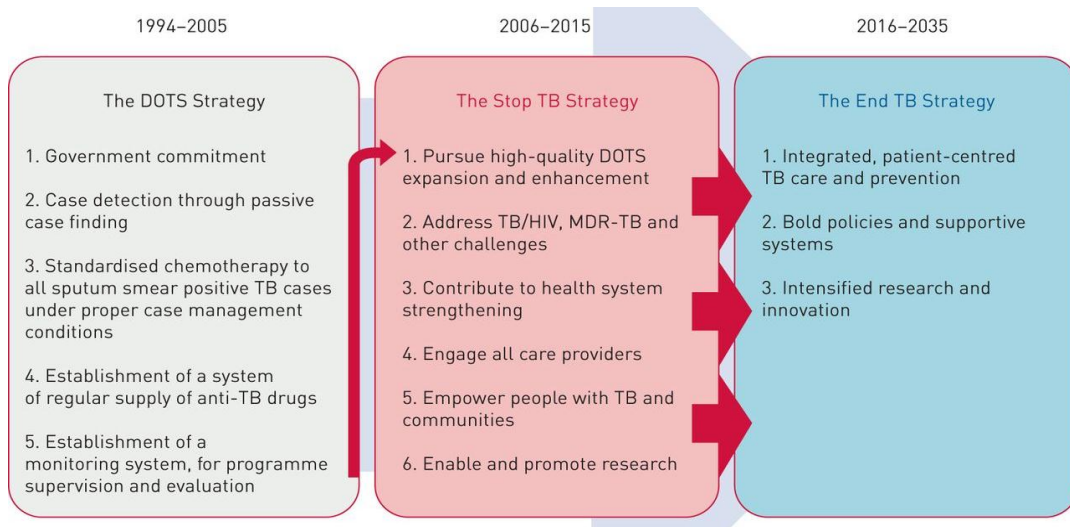 1994–2005
2006–2015
2016–2035
The DOTS Strategy
1. Government commitment
2. Case detection through passive
case finding
3. Standardised chemotherapy to
all sputum smear positive TB cases
under proper case management
conditions
4. Establishment of a system
of regular supply of anti-TB drugs
5. Establishment of a
monitoring system, for programme
supervision and evaluation
The Stop TB Strategy
1. Pursue high-quality DOTS
expansion and enhancement
2. Address TB/HIV, MDR-TB and
other challenges
3. Contribute to health system
strengthening
4. Engage all care providers
5. Empower people with TB and
communities
6. Enable and promote research
The End TB Strategy
1. Integrated, patient-centred
TB care and prevention
2. Bold policies and supportive
systems
3. Intensified research and
innovation